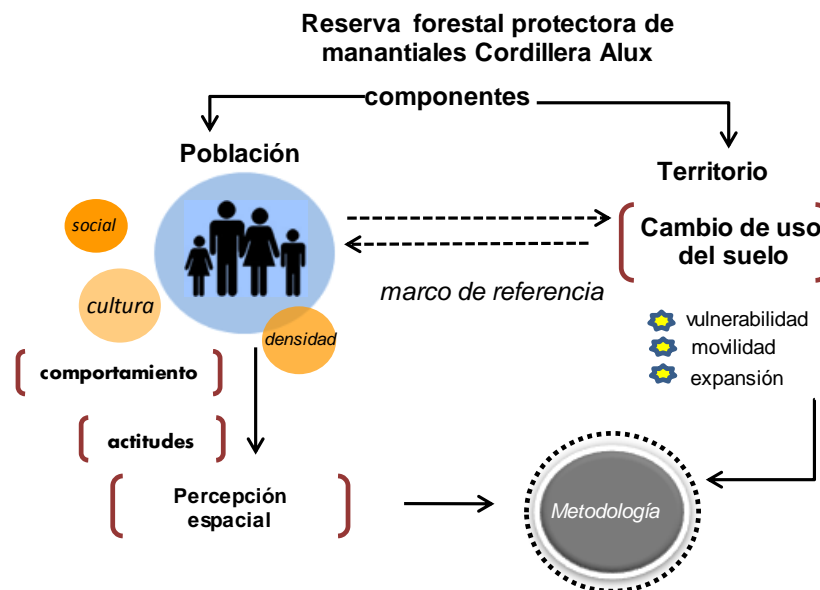 Reserva forestal protectora de
manantiales Cordillera Alux
componentes
Población
Territorio
social
cultura
densidad
Cambio de uso
del suelo
marco de referencia
vulnerabilidad
movilidad
expansión
comportamiento
actitudes
Percepción
espacial
Metodología